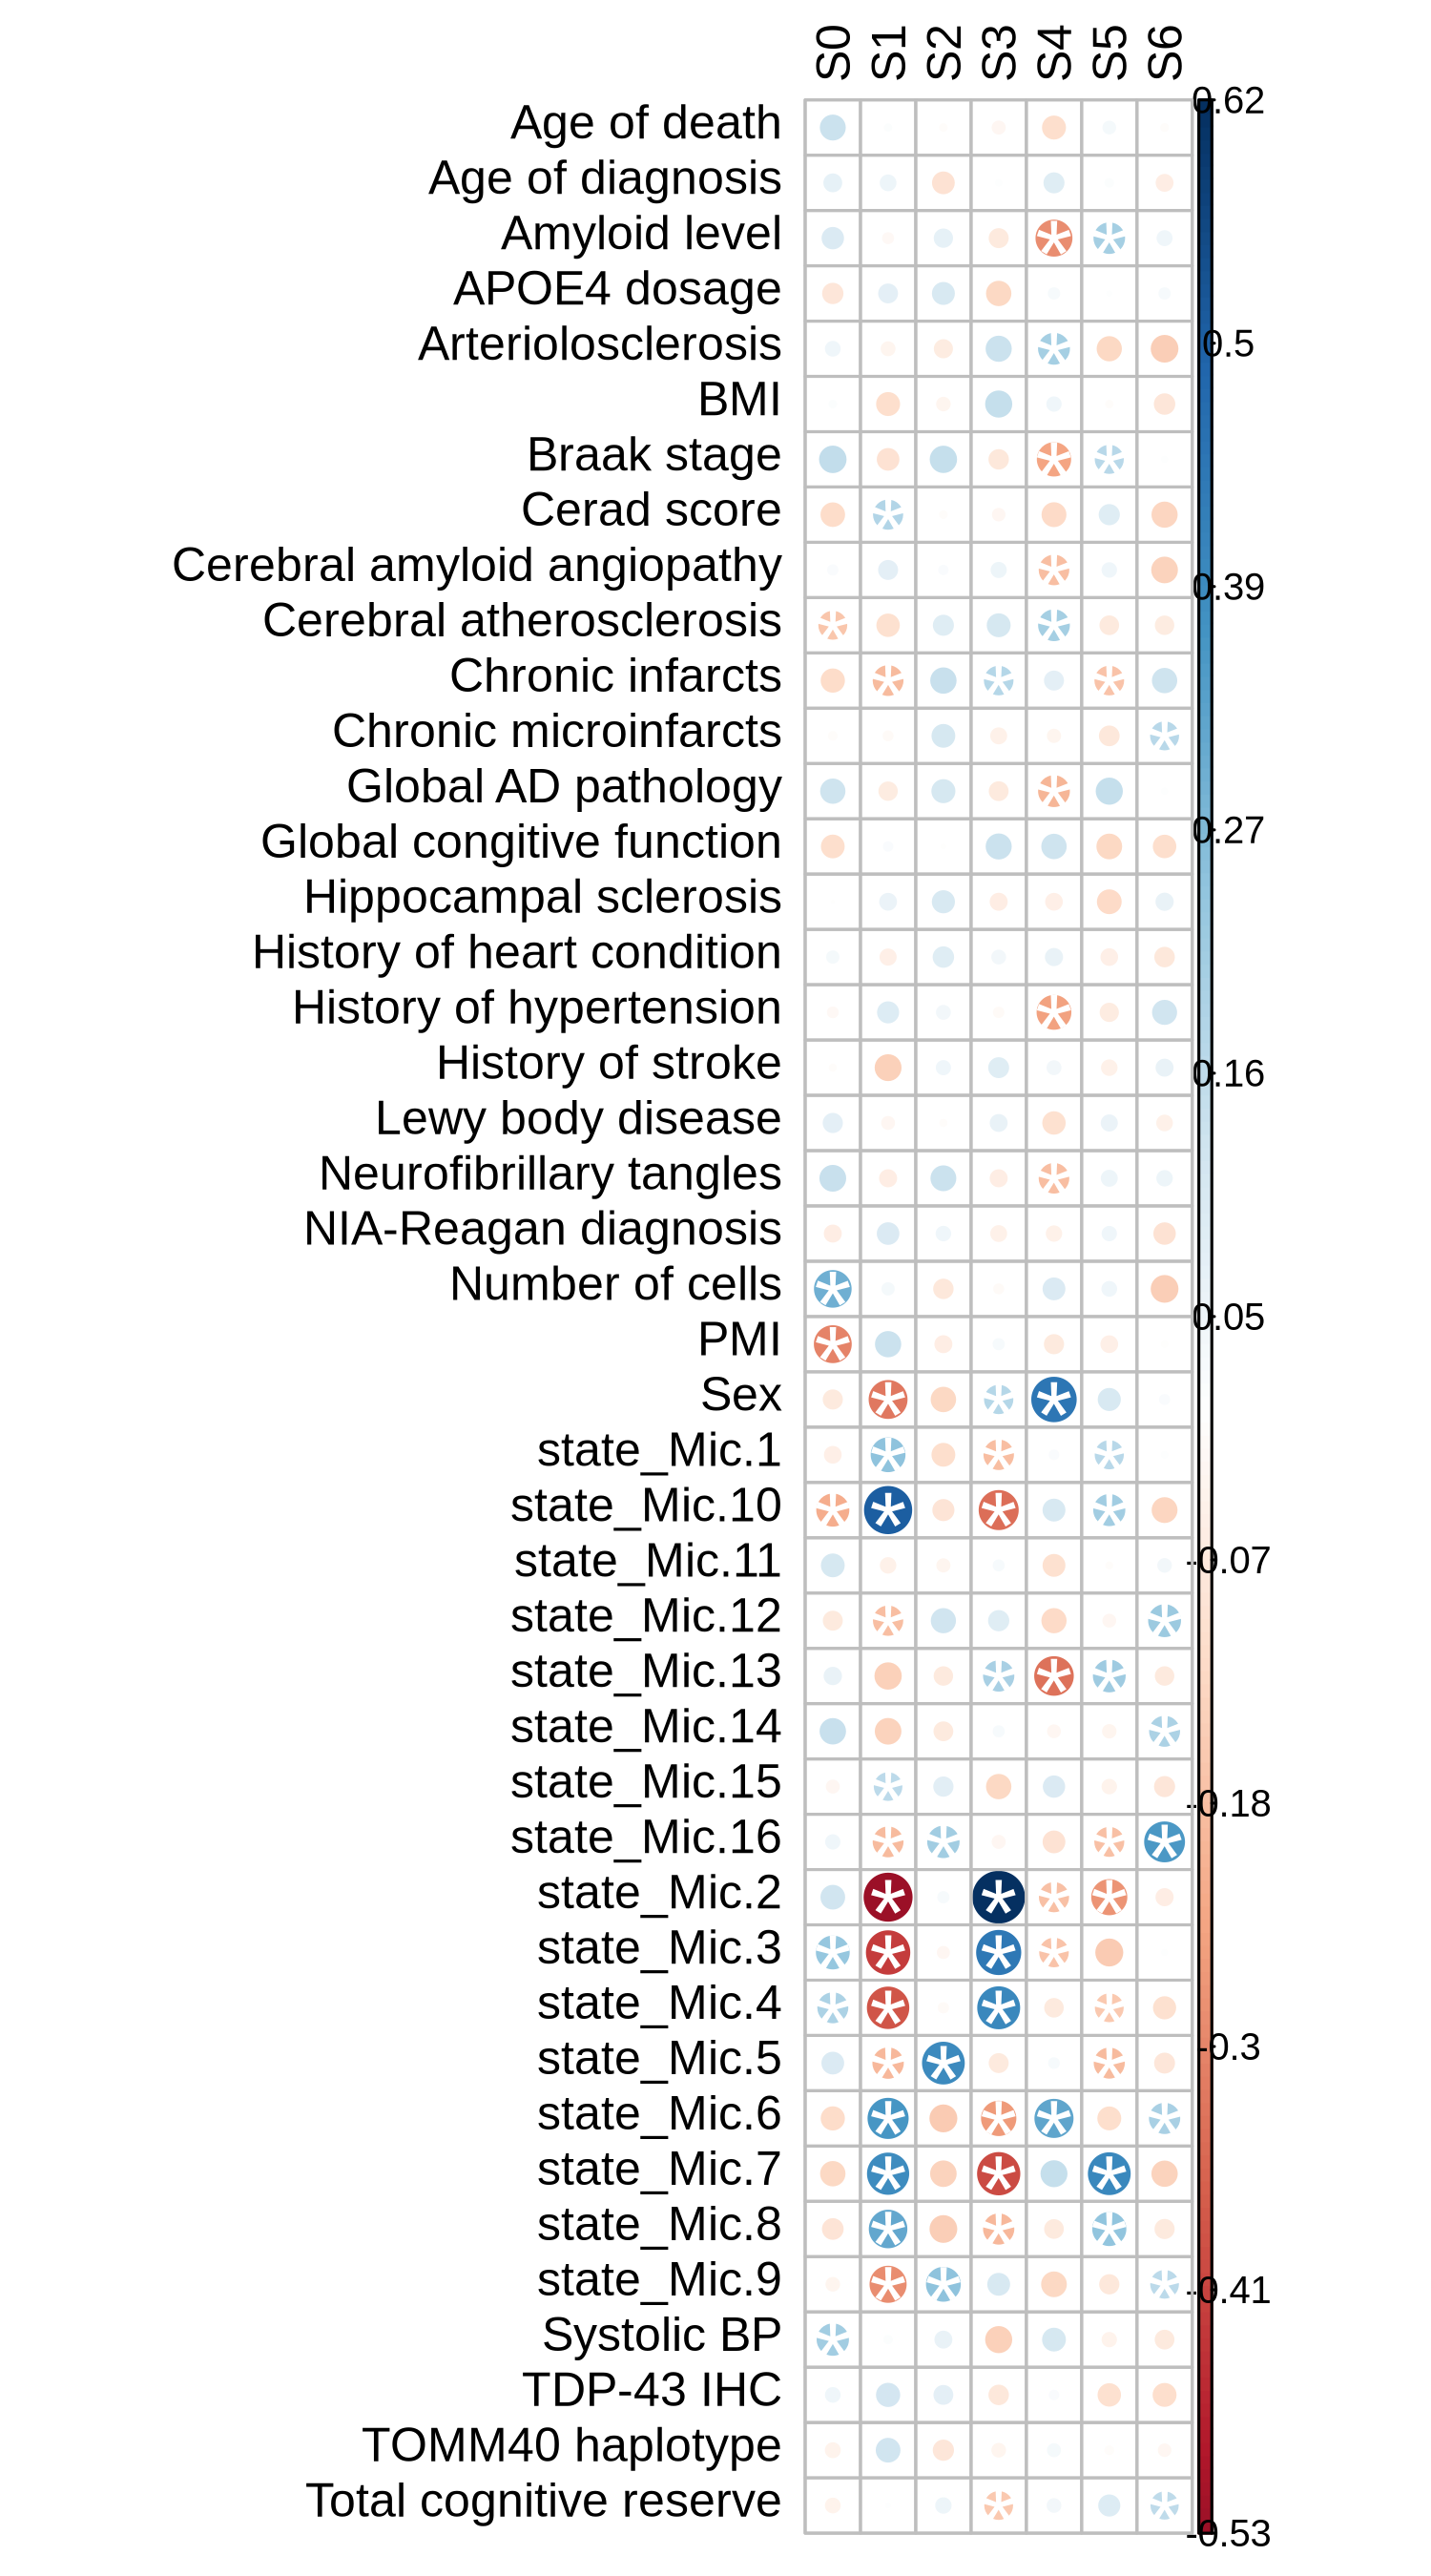 S0 S1 S2 S3 S4 S5 S6
0.62
Age of death
Age of diagnosis
Amyloid level
APOE4 dosage
Arteriolosclerosis
0.5
BMI
Braak stage
Cerad score
Cerebral amyloid angiopathy
0.39
Cerebral atherosclerosis
Chronic infarcts
Chronic microinfarcts
Global AD pathology
0.27
Global congitive function
Hippocampal sclerosis
History of heart condition
History of hypertension
History of stroke
0.16
Lewy body disease
Neurofibrillary tangles
NIA-Reagan diagnosis
Number of cells
0.05
PMI
Sex
state_Mic.1
state_Mic.10
state_Mic.11
-0.07
state_Mic.12
state_Mic.13
state_Mic.14
state_Mic.15
-0.18
state_Mic.16
state_Mic.2
state_Mic.3
state_Mic.4
state_Mic.5
-0.3
state_Mic.6
state_Mic.7
state_Mic.8
state_Mic.9
-0.41
Systolic BP
TDP-43 IHC
TOMM40 haplotype
Total cognitive reserve
-0.53